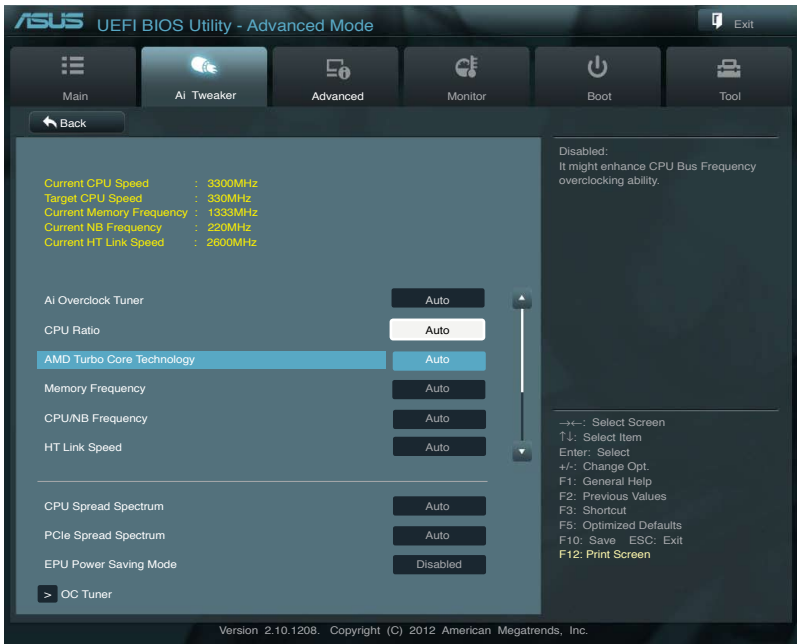 ASUS UEFI BIOS Utility - Advanced Mode
Exit
Main
Ai Tweaker
Advanced
Monitor
Boot
Tool
Back
Current CPU Speed : 3300MHz
Target CPU Speed : 330MHz
Current Memory Frequency : 1333MHz
Current NB Frequency : 220MHz
Current HT Link Speed : 2600MHz
Ai Overclock Tuner Auto
CPU Ratio Auto
AMD Turbo Core Technology Auto
Memory Frequency Auto
CPU/NB Frequency Auto
HT Link Speed Auto
CPU Spread Spectrum Auto
PCIe Spread Spectrum Auto
EPU Power Saving Mode Disabled
> OC Tuner
Disabled:
It might enhance CPU Bus Frequency
overclocking ability.
→←: Select Screen
↑↓: Select Item
Enter: Select
+/-: Change Opt.
F1: General Help
F2: Previous Values
F3: Shortcut
F5: Optimized Defaults
F10: Save ESC: Exit
F12: Print Screen
Version 2.10.1208. Copyright (C) 2012 American Megatrends, Inc.